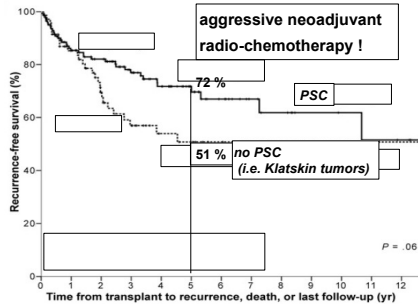 aggressive neoadjuvant
radio-chemotherapy !
100
80
60
40
20
0
Recurrence-free survival (%)
72 %
PSC
51 %
no PSC
(i.e. Klatskin tumors)
P = .06
0 1 2 3 4 5 6 7 8 9 10 11 12
Time from transplant to recurrence, death, or last follow-up (yr)